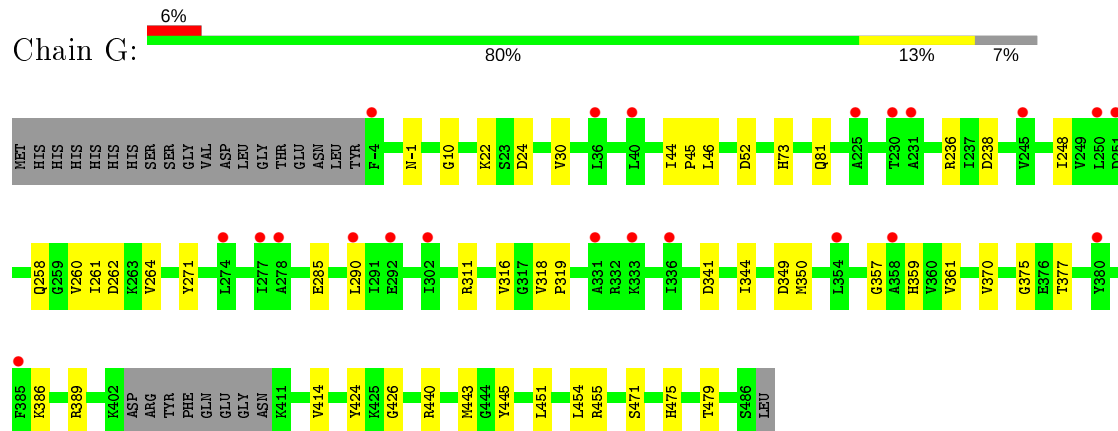 6%
Chain G:
80% 13% 7%
MET HIS HIS HIS HIS HIS HIS SER SER GLY VAL ASP LEU GLY THR GLU ASN LEU TYR F-4 N-1 G10 K22 S23 D24 V30 L36 L40 I44 P45 L46 D52 H73 Q81 A225 T230 A231 R236 I237 D238 V245 I248 V249 L250
Q258 G259 V260 I261 D262 K263 V264 Y271 L274 I277 A278 E285 L290 I291 E292 I302 R311 V316 G317 V318 P319 A331 R332 K333 I336 D341 I344 D349 M350 L354 G357 A358 H359 V360 V361 V370 G375 E376 T377 Y380
F385 K386 R389 K402 ASP ARG TYR PHE GLN GLU GLY ASN K411 V414 Y424 K425 G426 R440 M443 G444 Y445 L451 L454 R455 S471 H475 T479 S486 LEU